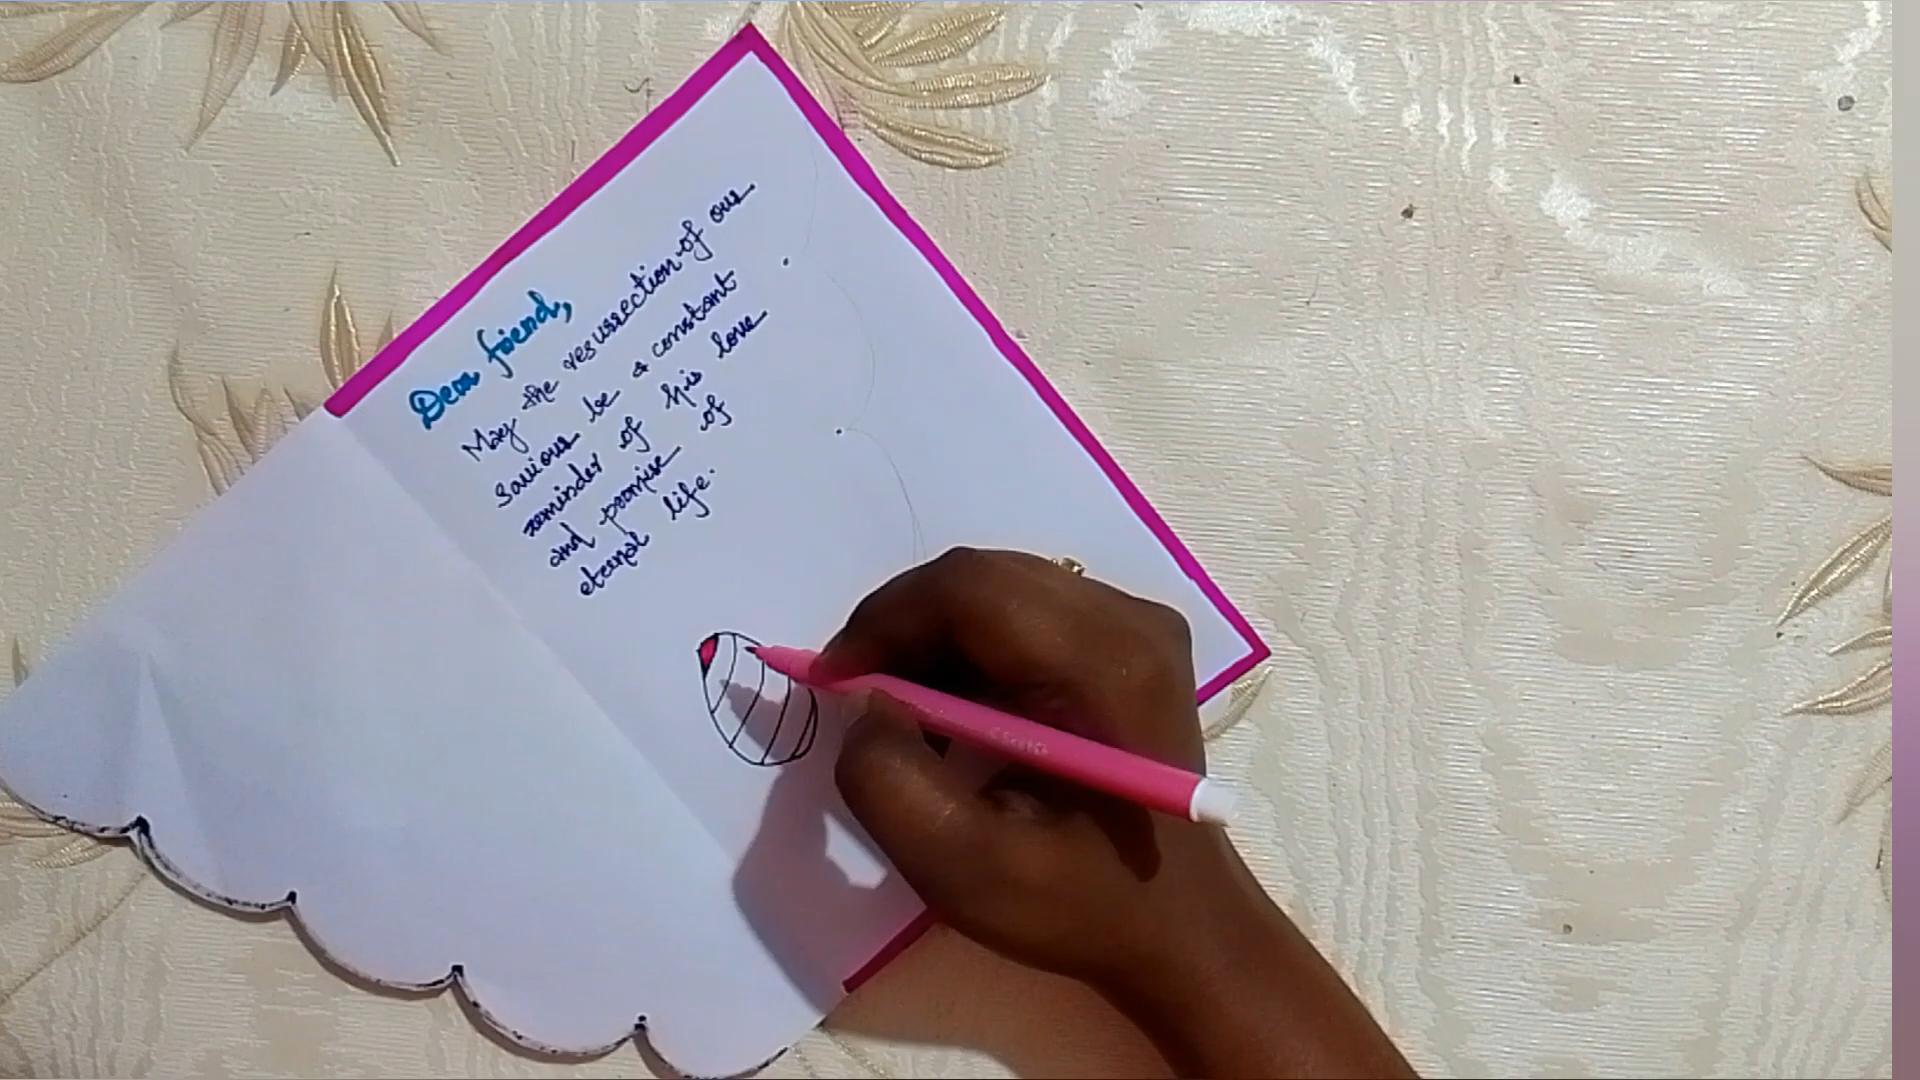 Dear friend,
May the resurrection of our
saviour be a constant
reminder of his love
and promise of
eternal life.